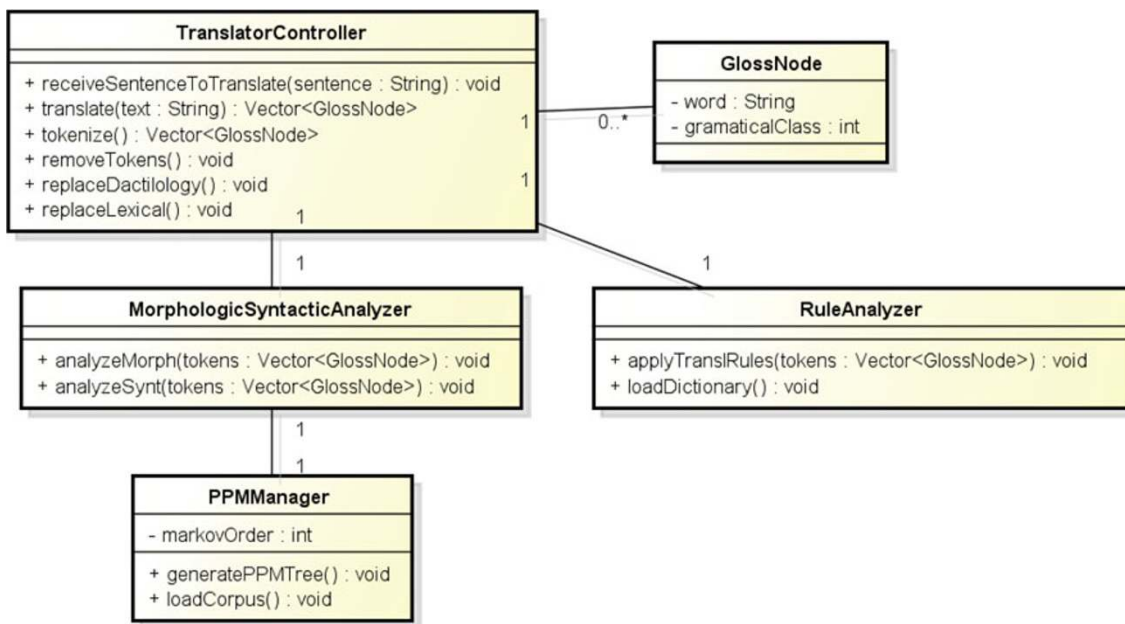 TranslatorController
+ receiveSentenceToTranslate(sentence : String) : void
+ translate(text : String) : Vector<GlossNode>
+ tokenize() : Vector<GlossNode>
+ removeTokens() : void
+ replaceDactilology() : void
+ replaceLexical() : void
1
0..*
GlossNode
- word : String
- gramaticalClass : int
1
1
1
1
MorphologicSyntacticAnalyzer
+ analyzeMorph(tokens : Vector<GlossNode>) : void
+ analyzeSynt(tokens : Vector<GlossNode>) : void
RuleAnalyzer
+ applyTranslRules(tokens : Vector<GlossNode>) : void
+ loadDictionary() : void
1
1
PPMManager
- markovOrder : int
+ generatePPMTree() : void
+ loadCorpus() : void